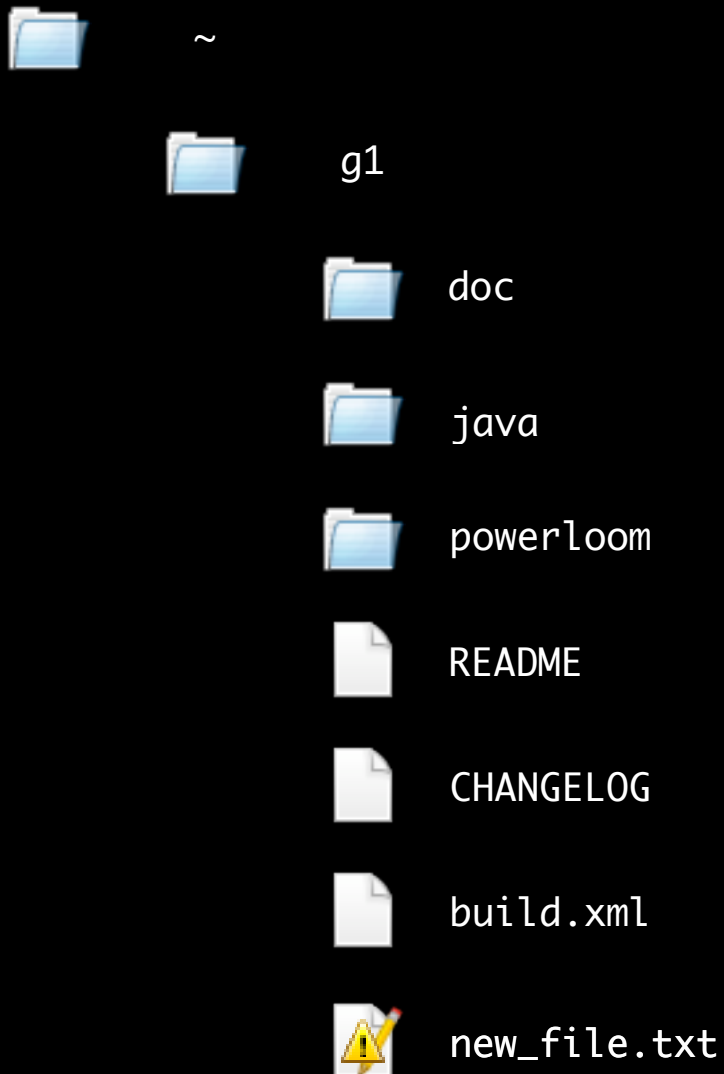 ~
g1
doc
java
powerloom
README
CHANGELOG
build.xml
new_file.txt